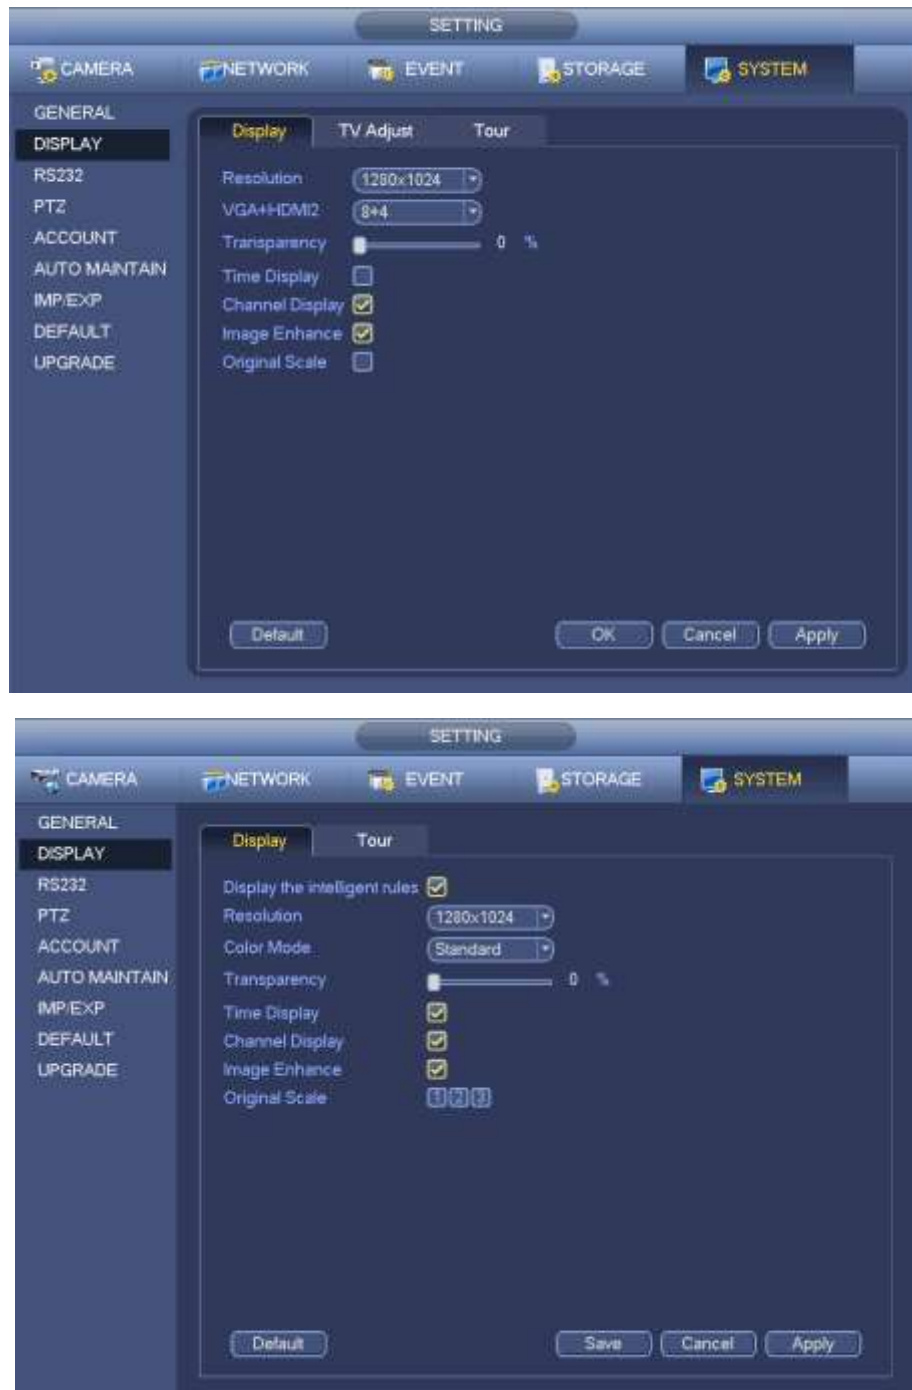 SETTING
CAMERA NETWORK EVENT STORAGE SYSTEM
GENERAL
DISPLAY
RS232
PTZ
ACCOUNT
AUTO MAINTAIN
IMP/EXP
DEFAULT
UPGRADE
Display TV Adjust Tour
Resolution 1280x1024
VGA+HDMI2 8+4
Transparency 0 %
Time Display
Channel Display
Image Enhance
Original Scale
Default OK Cancel Apply
SETTING
CAMERA NETWORK EVENT STORAGE SYSTEM
GENERAL
DISPLAY
RS232
PTZ
ACCOUNT
AUTO MAINTAIN
IMP/EXP
DEFAULT
UPGRADE
Display Tour
Display the intelligent rules
Resolution 1280x1024
Color Mode Standard
Transparency 0 %
Time Display
Channel Display
Image Enhance
Original Scale 1 2 3
Default Save Cancel Apply